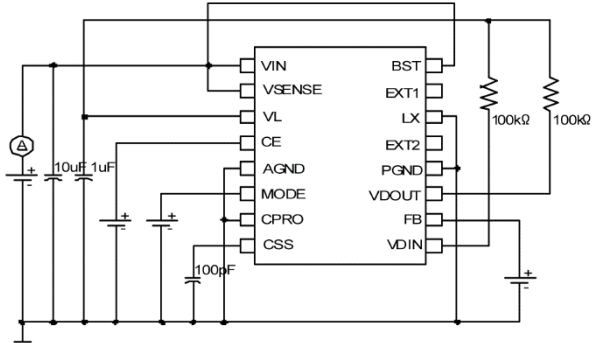 VIN
VSENSE
VL
CE
AGND
MODE
CPRO
CSS
BST
EXT1
LX
EXT2
PGND
VDOUT
FB
VDIN
100kΩ
100kΩ
A
10uF
1uF
100pF
+
-
+
-
+
-
+
-